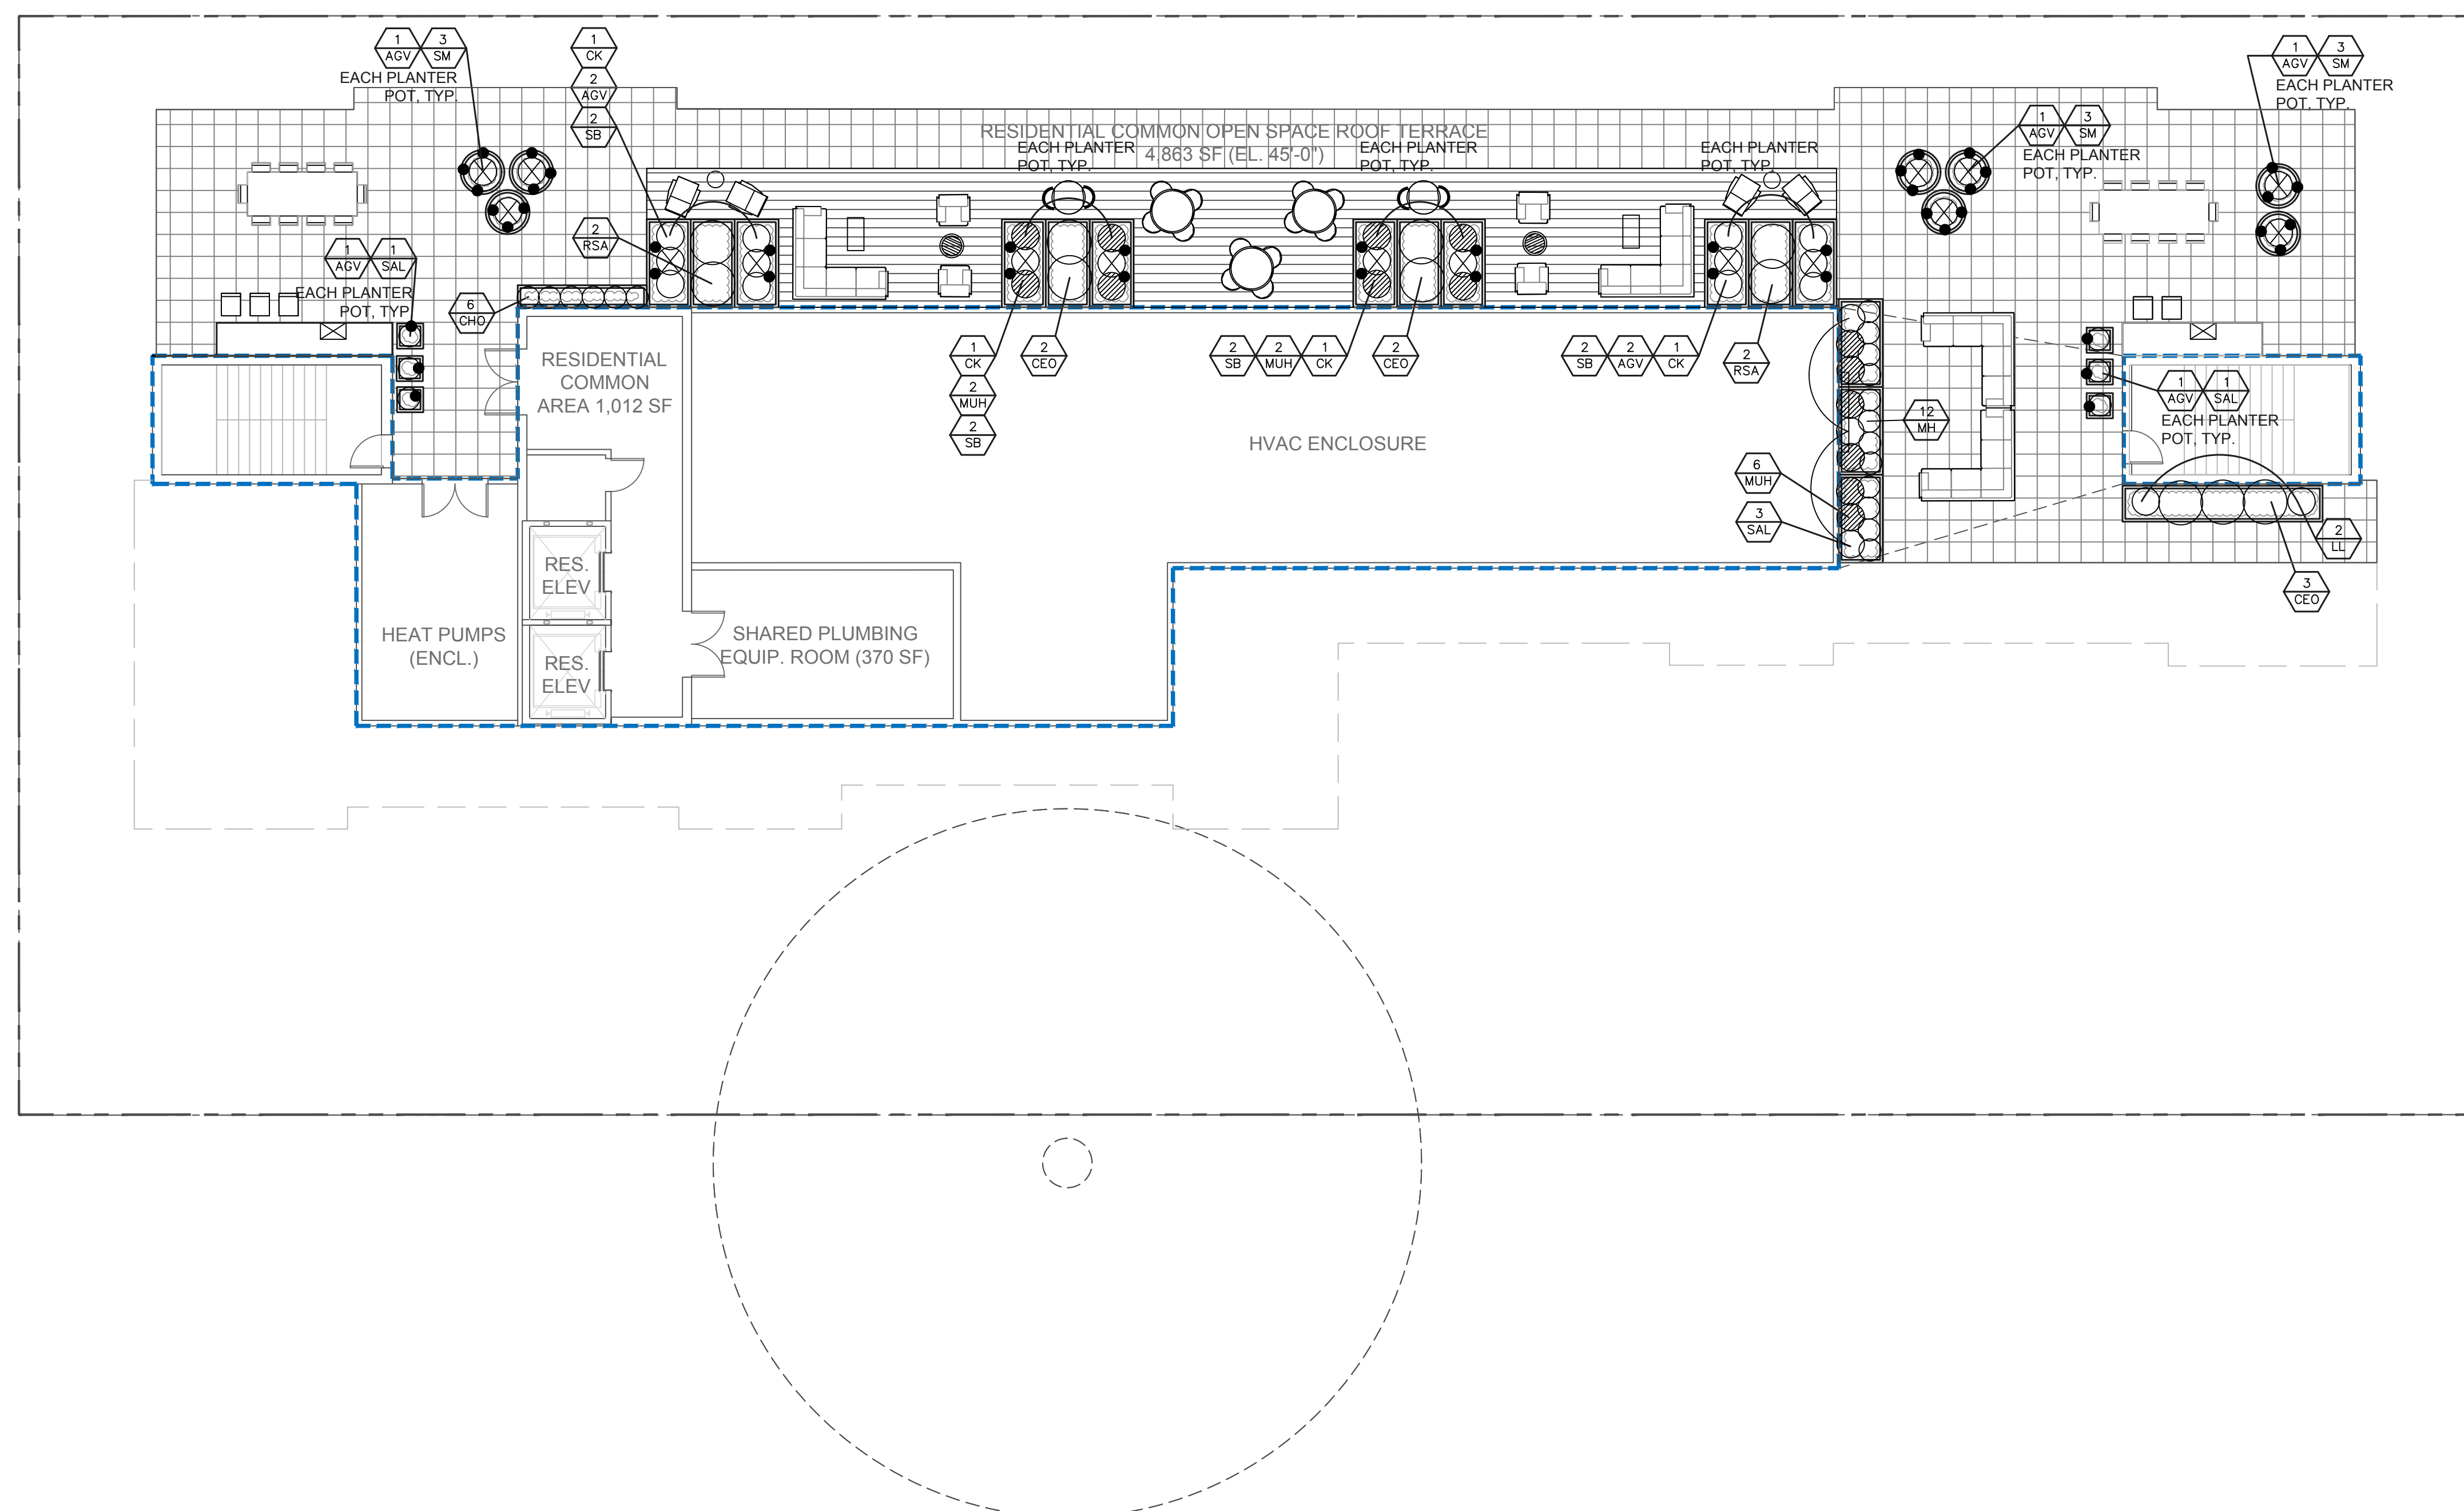 1
AGV
3
SM
EACH PLANTER
POT, TYP.
1
CK
2
AGV
2
SB
1
AGV
3
SM
EACH PLANTER
POT, TYP.
1
AGV
3
SM
EACH PLANTER
POT, TYP.
RESIDENTIAL COMMON OPEN SPACE ROOF TERRACE
4,863 SF (EL. 45'-0")
EACH PLANTER
POT, TYP.
EACH PLANTER
POT, TYP.
EACH PLANTER
POT, TYP.
2
RSA
1
AGV
1
SAL
EACH PLANTER
POT, TYP
6
CHO
1
CK
2
MUH
2
SB
2
CEO
2
SB
2
MUH
1
CK
2
CEO
2
SB
2
AGV
1
CK
2
RSA
RESIDENTIAL
COMMON
AREA 1,012 SF
HVAC ENCLOSURE
12
MH
1
AGV
1
SAL
EACH PLANTER
POT, TYP.
6
MUH
3
SAL
2
LL
3
CEO
RES.
ELEV
HEAT PUMPS
(ENCL.)
RES.
ELEV
SHARED PLUMBING
EQUIP. ROOM (370 SF)